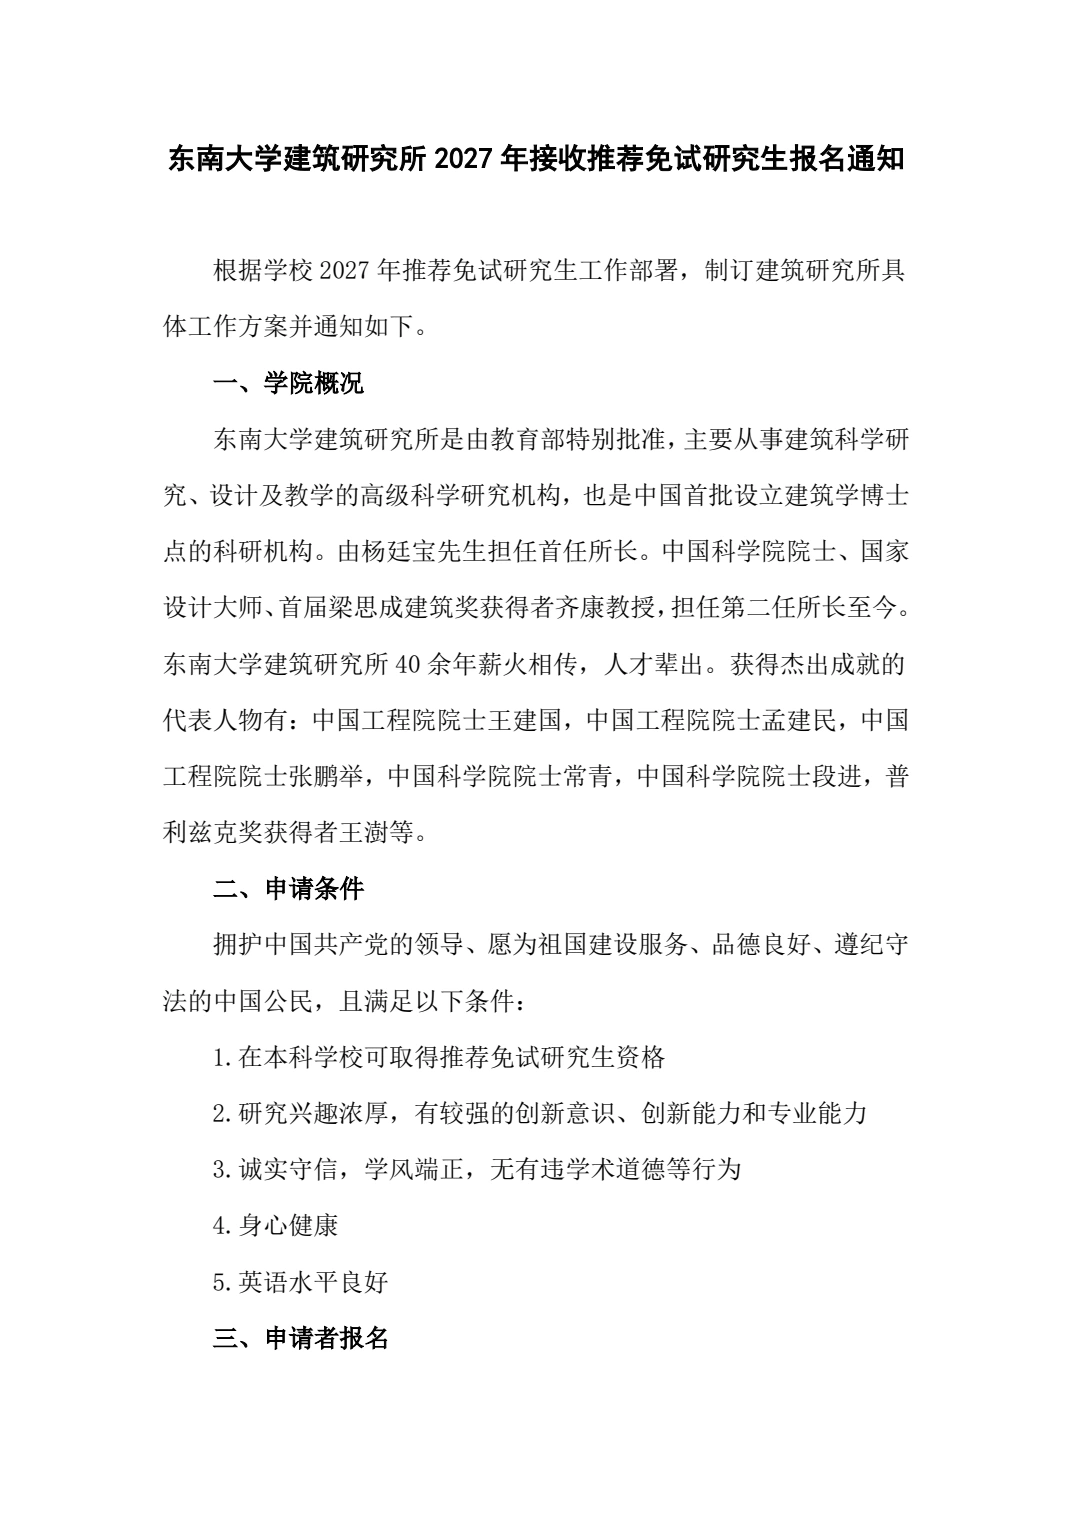 东南大学建筑研究所 2027 年接收推荐免试研究生报名通知
根据学校 2027 年推荐免试研究生工作部署，制订建筑研究所具
体工作方案并通知如下。
一、学院概况
东南大学建筑研究所是由教育部特别批准，主要从事建筑科学研
究、设计及教学的高级科学研究机构，也是中国首批设立建筑学博士
点的科研机构。由杨廷宝先生担任首任所长。中国科学院院士、国家
设计大师、首届梁思成建筑奖获得者齐康教授，担任第二任所长至今。
东南大学建筑研究所 40 余年薪火相传，人才辈出。获得杰出成就的
代表人物有：中国工程院院士王建国，中国工程院院士孟建民，中国
工程院院士张鹏举，中国科学院院士常青，中国科学院院士段进，普
利兹克奖获得者王澍等。
二、申请条件
拥护中国共产党的领导、愿为祖国建设服务、品德良好、遵纪守
法的中国公民，且满足以下条件：
1.在本科学校可取得推荐免试研究生资格
2.研究兴趣浓厚，有较强的创新意识、创新能力和专业能力
3.诚实守信，学风端正，无有违学术道德等行为
4.身心健康
5.英语水平良好
三、申请者报名